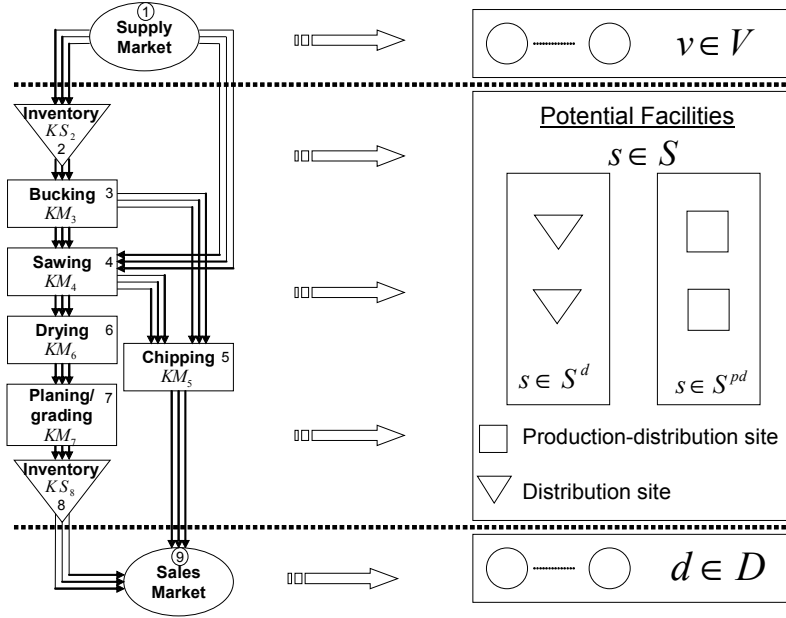 1
Supply
Market
v ∈ V
Inventory
KS₂
2
Bucking 3
KM₃
Sawing 4
KM₄
Drying 6
KM₆
Chipping 5
KM₅
Planing/ 7
grading
KM₇
Inventory
KS₈
8
9
Sales
Market
Potential Facilities
s ∈ S
s ∈ S^d
s ∈ S^pd
Production-distribution site
Distribution site
d ∈ D